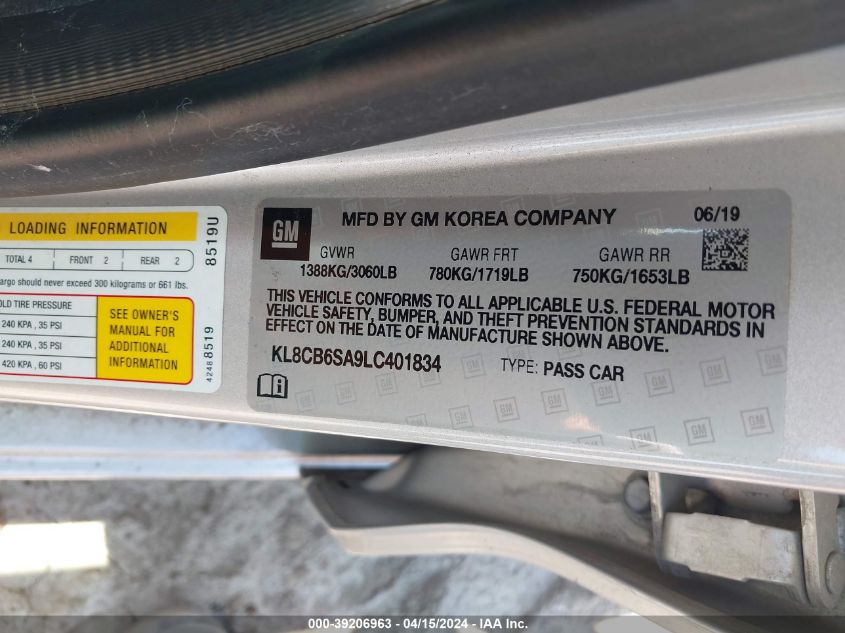 LOADING INFORMATION
TOTAL 4 FRONT 2 REAR 2
argo should never exceed 300 kilograms or 661 lbs.
OLD TIRE PRESSURE
240 KPA , 35 PSI
240 KPA , 35 PSI
420 KPA , 60 PSI
SEE OWNER'S
MANUAL FOR
ADDITIONAL
INFORMATION
8519U
42488519
GM
MFD BY GM KOREA COMPANY 06/19
GVWR GAWR FRT GAWR RR
1388KG/3060LB 780KG/1719LB 750KG/1653LB
THIS VEHICLE CONFORMS TO ALL APPLICABLE U.S. FEDERAL MOTOR
VEHICLE SAFETY, BUMPER, AND THEFT PREVENTION STANDARDS IN
EFFECT ON THE DATE OF MANUFACTURE SHOWN ABOVE.
KL8CB6SA9LC401834 TYPE: PASS CAR
000-39206963 - 04/15/2024 - IAA Inc.